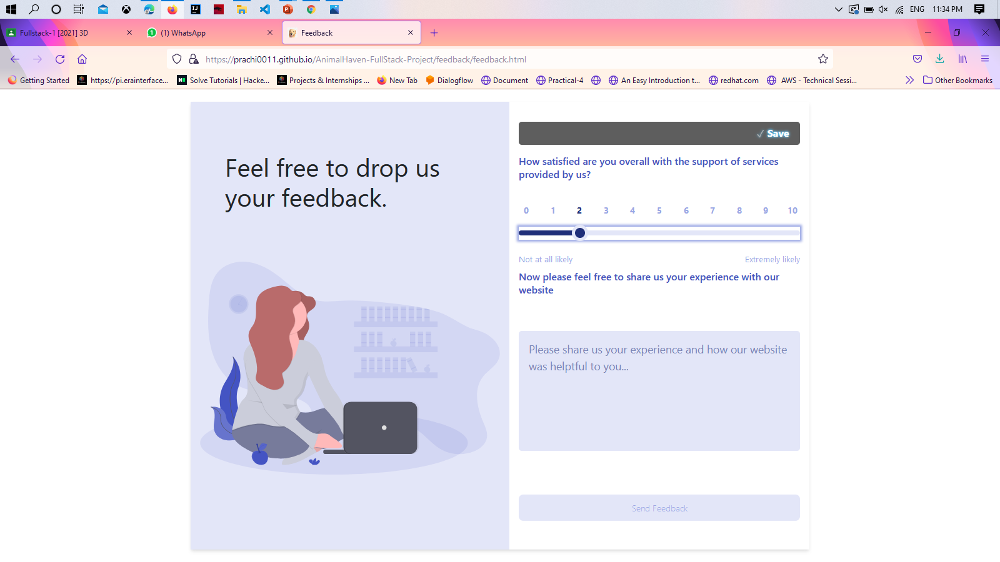 ENG 11:34 PM
Fullstack-1 [2021] 3D
(1) WhatsApp
Feedback
https://prachi0011.github.io/AnimalHaven-FullStack-Project/feedback/feedback.html
Getting Started https://pi.erainterface... Solve Tutorials | Hacke... Projects & Internships ... New Tab Dialogflow Document Practical-4 An Easy Introduction t... redhat.com AWS - Technical Sessi... Other Bookmarks
Feel free to drop us
your feedback.
✓ Save
How satisfied are you overall with the support of services
provided by us?
0 1 2 3 4 5 6 7 8 9 10
Not at all likely Extremely likely
Now please feel free to share us your experience with our
website
Please share us your experience and how our website
was helptful to you...
Send Feedback